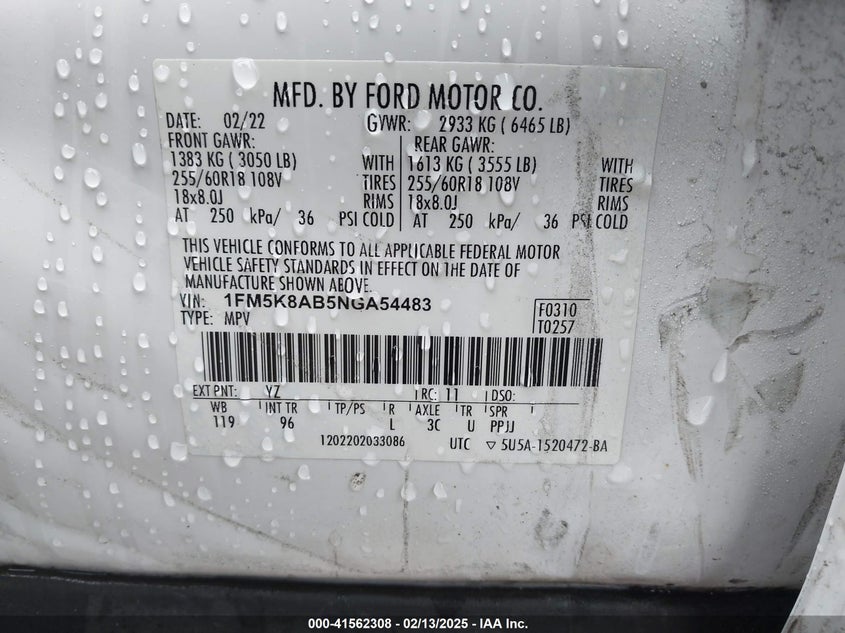 MFD. BY FORD MOTOR CO.
DATE: 02/22 GVWR: 2933 KG ( 6465 LB)
FRONT GAWR: REAR GAWR:
1383 KG ( 3050 LB) WITH 1613 KG ( 3555 LB) WITH
255/60R18 108V TIRES 255/60R18 108V TIRES
18x8.0J RIMS 18x8.0J RIMS
AT 250 kPa/ 36 PSI COLD AT 250 kPa/ 36 PSI COLD
THIS VEHICLE CONFORMS TO ALL APPLICABLE FEDERAL MOTOR
VEHICLE SAFETY STANDARDS IN EFFECT ON THE DATE OF
MANUFACTURE SHOWN ABOVE.
VIN: 1FM5K8AB5NGA54483 F0310
TYPE: MPV T0257
EXT PNT: YZ RC: 11 DSO:
WB INT TR TP/PS R AXLE TR SPR
119 96 L 3C U PPJJ
1202202033086 UTC ▽ 5U5A-1520472-BA
000-41562308 - 02/13/2025 - IAA Inc.